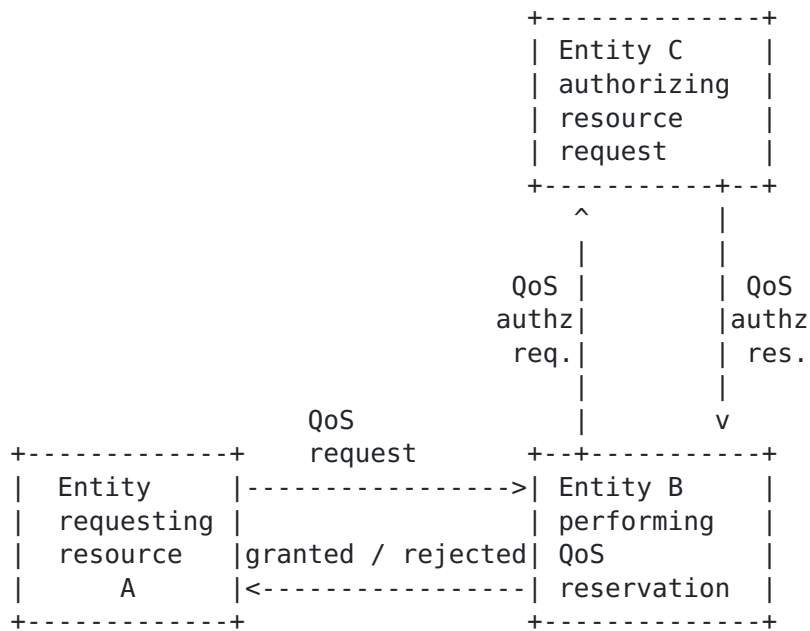 +--------------+
| Entity C     |
| authorizing  |
| resource     |
| request      |
+-----------+--+
^        |
|        |
QoS |        | QoS
authz|        |authz
req.|        | res.
|        |
QoS              |        v
+-------------+    request       +--+-----------+
|  Entity     |----------------->| Entity B     |
|  requesting |                  | performing   |
|  resource   |granted / rejected| QoS          |
|      A      |<-----------------| reservation  |
+-------------+                  +--------------+